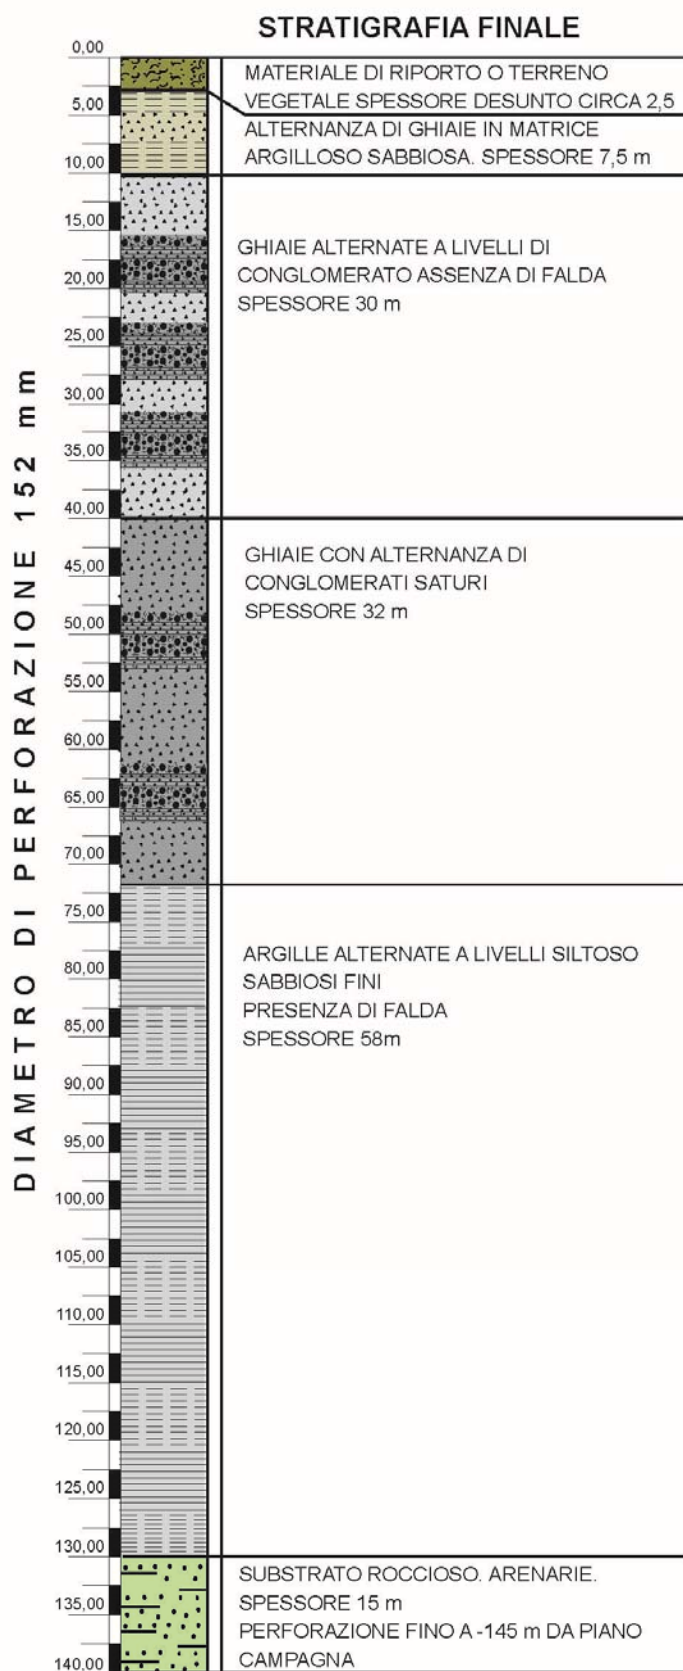 STRATIGRAFIA FINALE
0,00
MATERIALE DI RIPORTO O TERRENO
VEGETALE SPESSORE DESUNTO CIRCA 2,5
5,00
ALTERNANZA DI GHIAIE IN MATRICE
ARGILLOSO SABBIOSA. SPESSORE 7,5 m
10,00
15,00
GHIAIE ALTERNATE A LIVELLI DI
CONGLOMERATO ASSENZA DI FALDA
SPESSORE 30 m
20,00
25,00
30,00
35,00
40,00
GHIAIE CON ALTERNANZA DI
CONGLOMERATI SATURI
SPESSORE 32 m
45,00
50,00
55,00
60,00
65,00
70,00
75,00
ARGILLE ALTERNATE A LIVELLI SILTOSO
SABBIOSI FINI
PRESENZA DI FALDA
SPESSORE 58m
80,00
85,00
90,00
95,00
100,00
105,00
110,00
115,00
120,00
125,00
130,00
SUBSTRATO ROCCIOSO. ARENARIE.
SPESSORE 15 m
PERFORAZIONE FINO A -145 m DA PIANO
CAMPAGNA
135,00
140,00
DIAMETRO DI PERFORAZIONE 152 mm